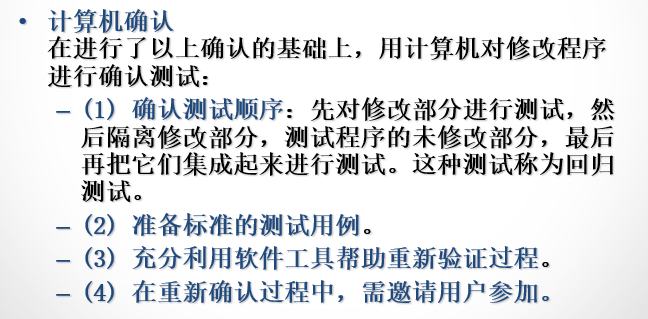 • 计算机确认
在进行了以上确认的基础上，用计算机对修改程序
进行确认测试：
– (1) 确认测试顺序：先对修改部分进行测试，然
后隔离修改部分，测试程序的未修改部分，最后
再把它们集成起来进行测试。这种测试称为回归
测试。
– (2) 准备标准的测试用例。
– (3) 充分利用软件工具帮助重新验证过程。
– (4) 在重新确认过程中，需邀请用户参加。